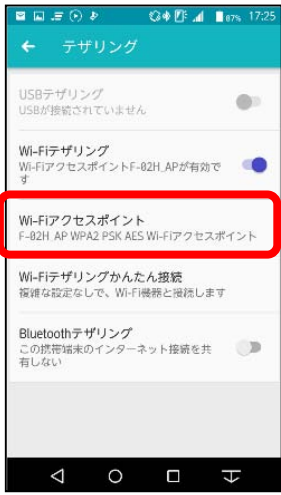 87% 17:25
テザリング
USBテザリング
USBが接続されていません
Wi-Fiテザリング
Wi-FiアクセスポイントF-02H_APが有効で
す
Wi-Fiアクセスポイント
F-02H_AP WPA2 PSK AES Wi-Fiアクセスポイント
Wi-Fiテザリングかんたん接続
複雑な設定なしで、Wi-Fi機器と接続します
Bluetoothテザリング
この携帯端末のインターネット接続を共
有しない